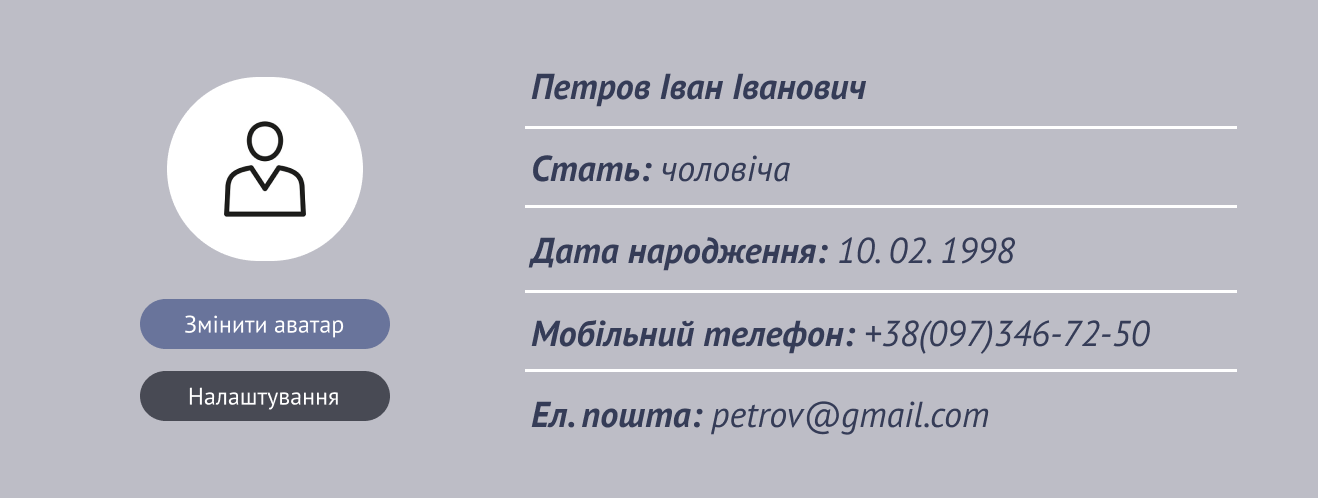 Петров Іван Іванович
Стать: чоловіча
Дата народження: 10. 02. 1998
Мобільний телефон: +38(097)346-72-50
Ел. пошта: petrov@gmail.com
Змінити аватар
Налаштування